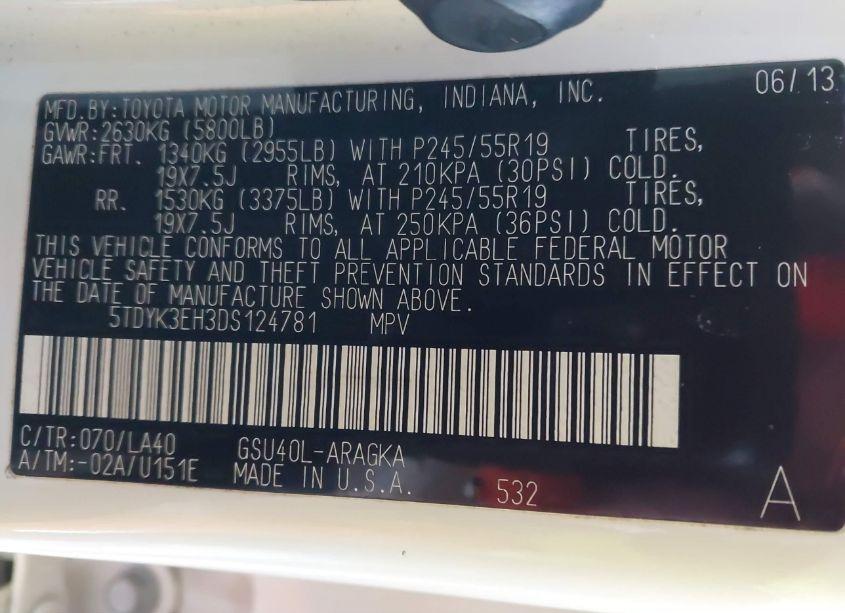 06/13
MFD.BY:TOYOTA MOTOR MANUFACTURING, INDIANA, INC.
GVWR:2630KG (5800LB)
GAWR:FRT. 1340KG (2955LB) WITH P245/55R19 TIRES,
19X7.5J RIMS, AT 210KPA (30PSI) COLD.
RR. 1530KG (3375LB) WITH P245/55R19 TIRES,
19X7.5J RIMS, AT 250KPA (36PSI) COLD.
THIS VEHICLE CONFORMS TO ALL APPLICABLE FEDERAL MOTOR
VEHICLE SAFETY AND THEFT PREVENTION STANDARDS IN EFFECT ON
THE DATE OF MANUFACTURE SHOWN ABOVE.
5TDYK3EH3DS124781 MPV
C/TR:070/LA40 GSU40L-ARAGKA
A/TM:-02A/U151E MADE IN U.S.A.
532
A